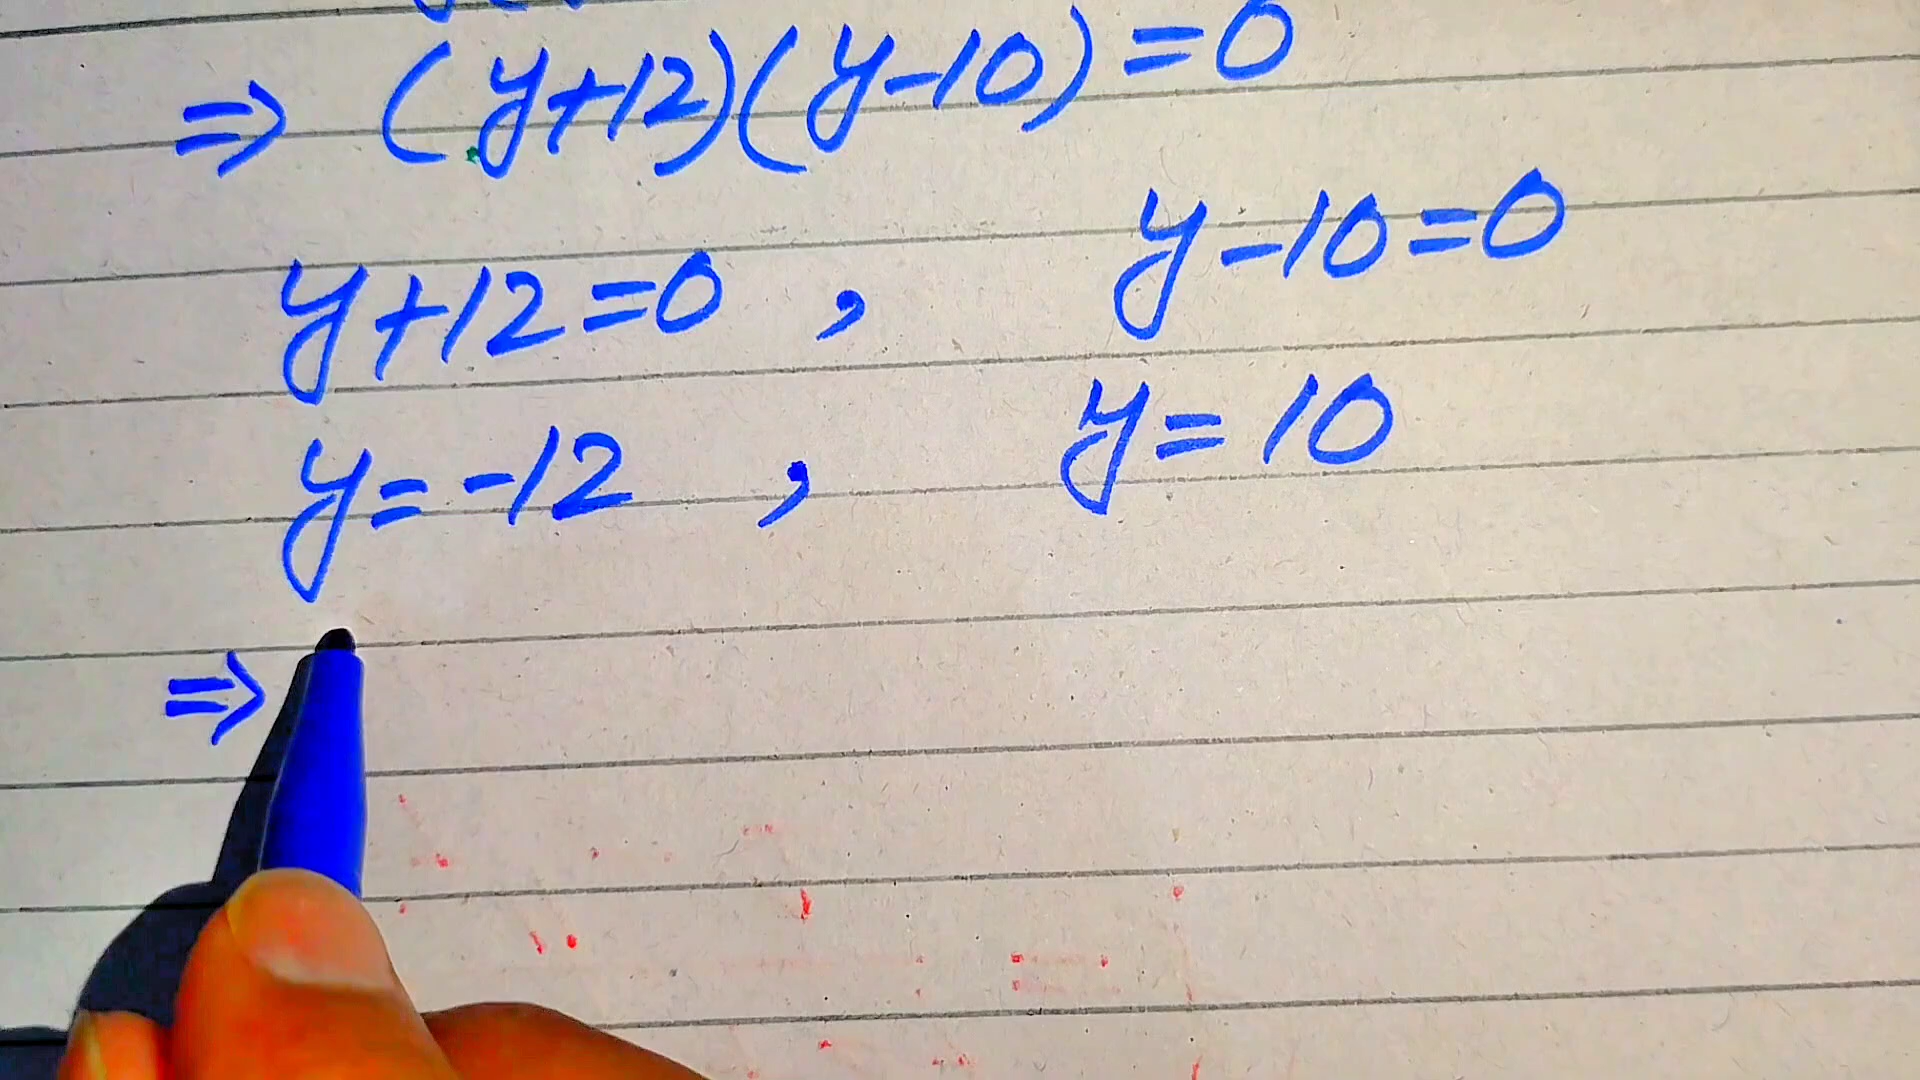 ⇒ (y+12)(y-10)=0
y+12=0 , y-10=0
y=-12 , y=10
⇒